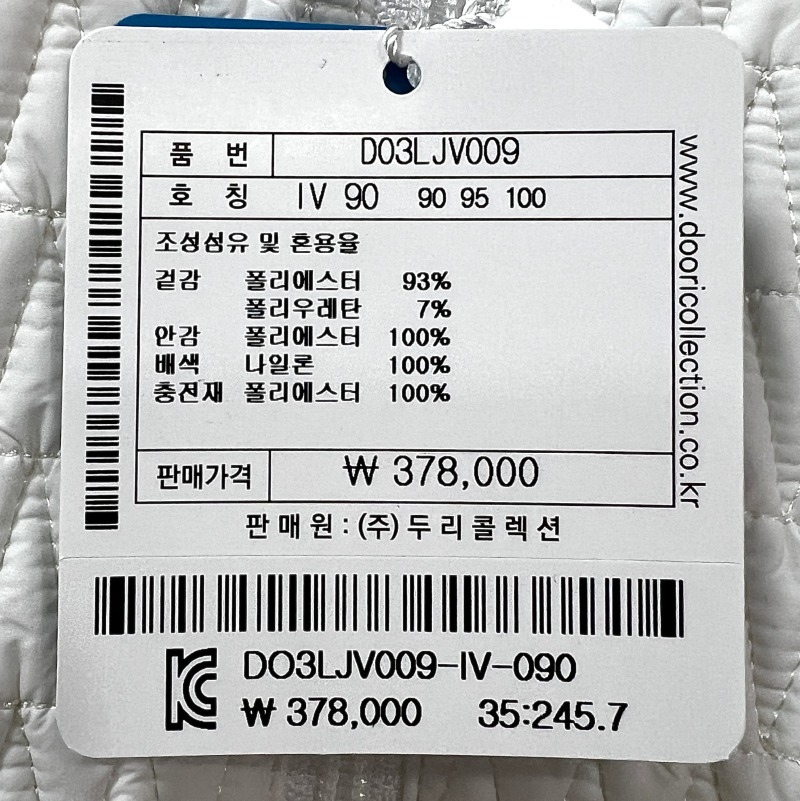 품 번 D03LJV009
호 칭 IV 90 90 95 100
조성섬유 및 혼용율
겉감 폴리에스터 93%
폴리우레탄 7%
안감 폴리에스터 100%
배색 나일론 100%
충전재 폴리에스터 100%
판매가격 ₩ 378,000
판매원 : (주)두리콜렉션
www.dooricollection.co.kr
DO3LJV009-IV-090
₩ 378,000 35:245.7